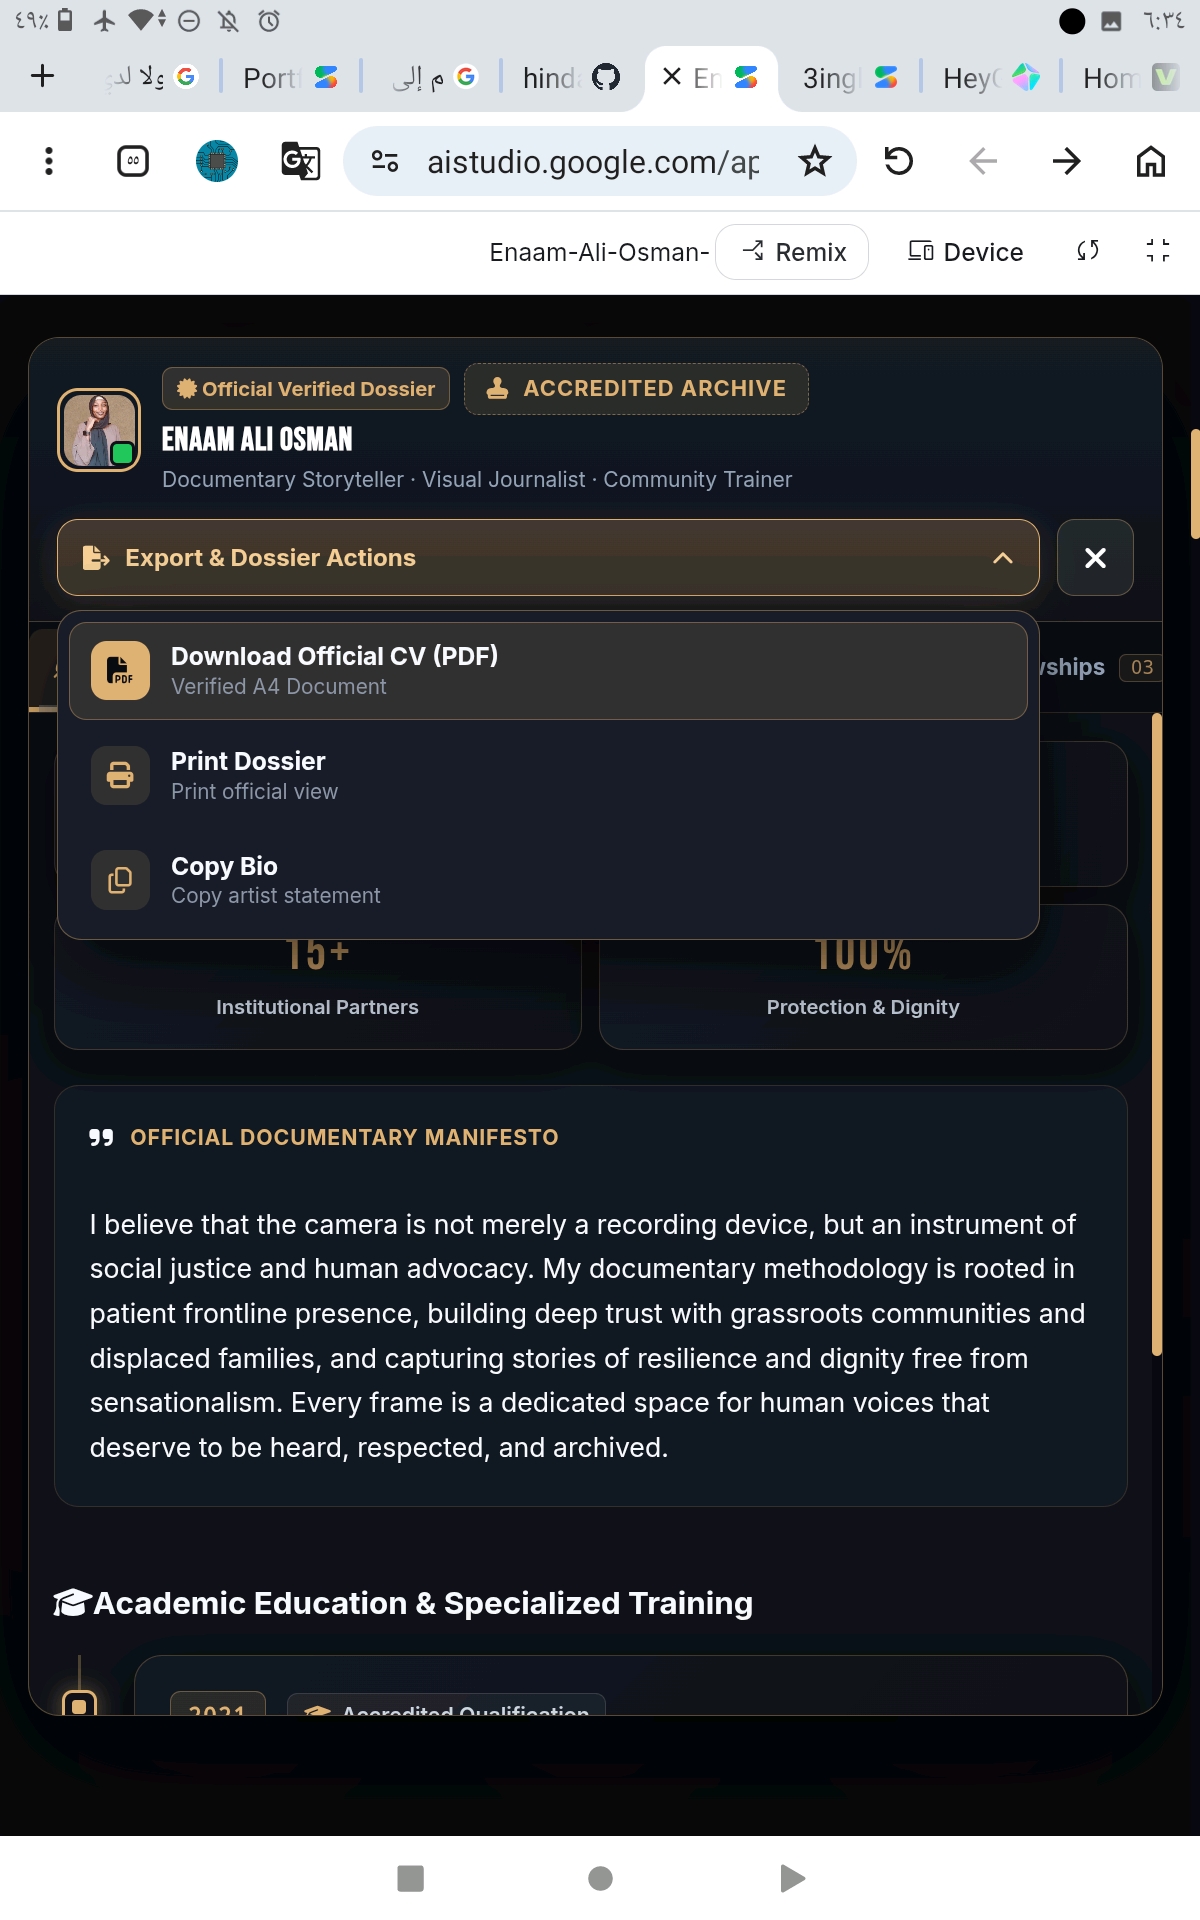 ٤٩٪
٦:٣٤
ولا لدي
Port
م إلى
hind
En
3ing
Hey
Hom
٥٥
aistudio.google.com/ap
Enaam-Ali-Osman-
Remix
Device
Official Verified Dossier
ACCREDITED ARCHIVE
ENAAM ALI OSMAN
Documentary Storyteller · Visual Journalist · Community Trainer
Export & Dossier Actions
Download Official CV (PDF)
PDF
Verified A4 Document
wships 03
Print Dossier
Print official view
Copy Bio
Copy artist statement
15+
100%
Institutional Partners
Protection & Dignity
OFFICIAL DOCUMENTARY MANIFESTO
I believe that the camera is not merely a recording device, but an instrument of
social justice and human advocacy. My documentary methodology is rooted in
patient frontline presence, building deep trust with grassroots communities and
displaced families, and capturing stories of resilience and dignity free from
sensationalism. Every frame is a dedicated space for human voices that
deserve to be heard, respected, and archived.
Academic Education & Specialized Training
2021
Accredited Qualification